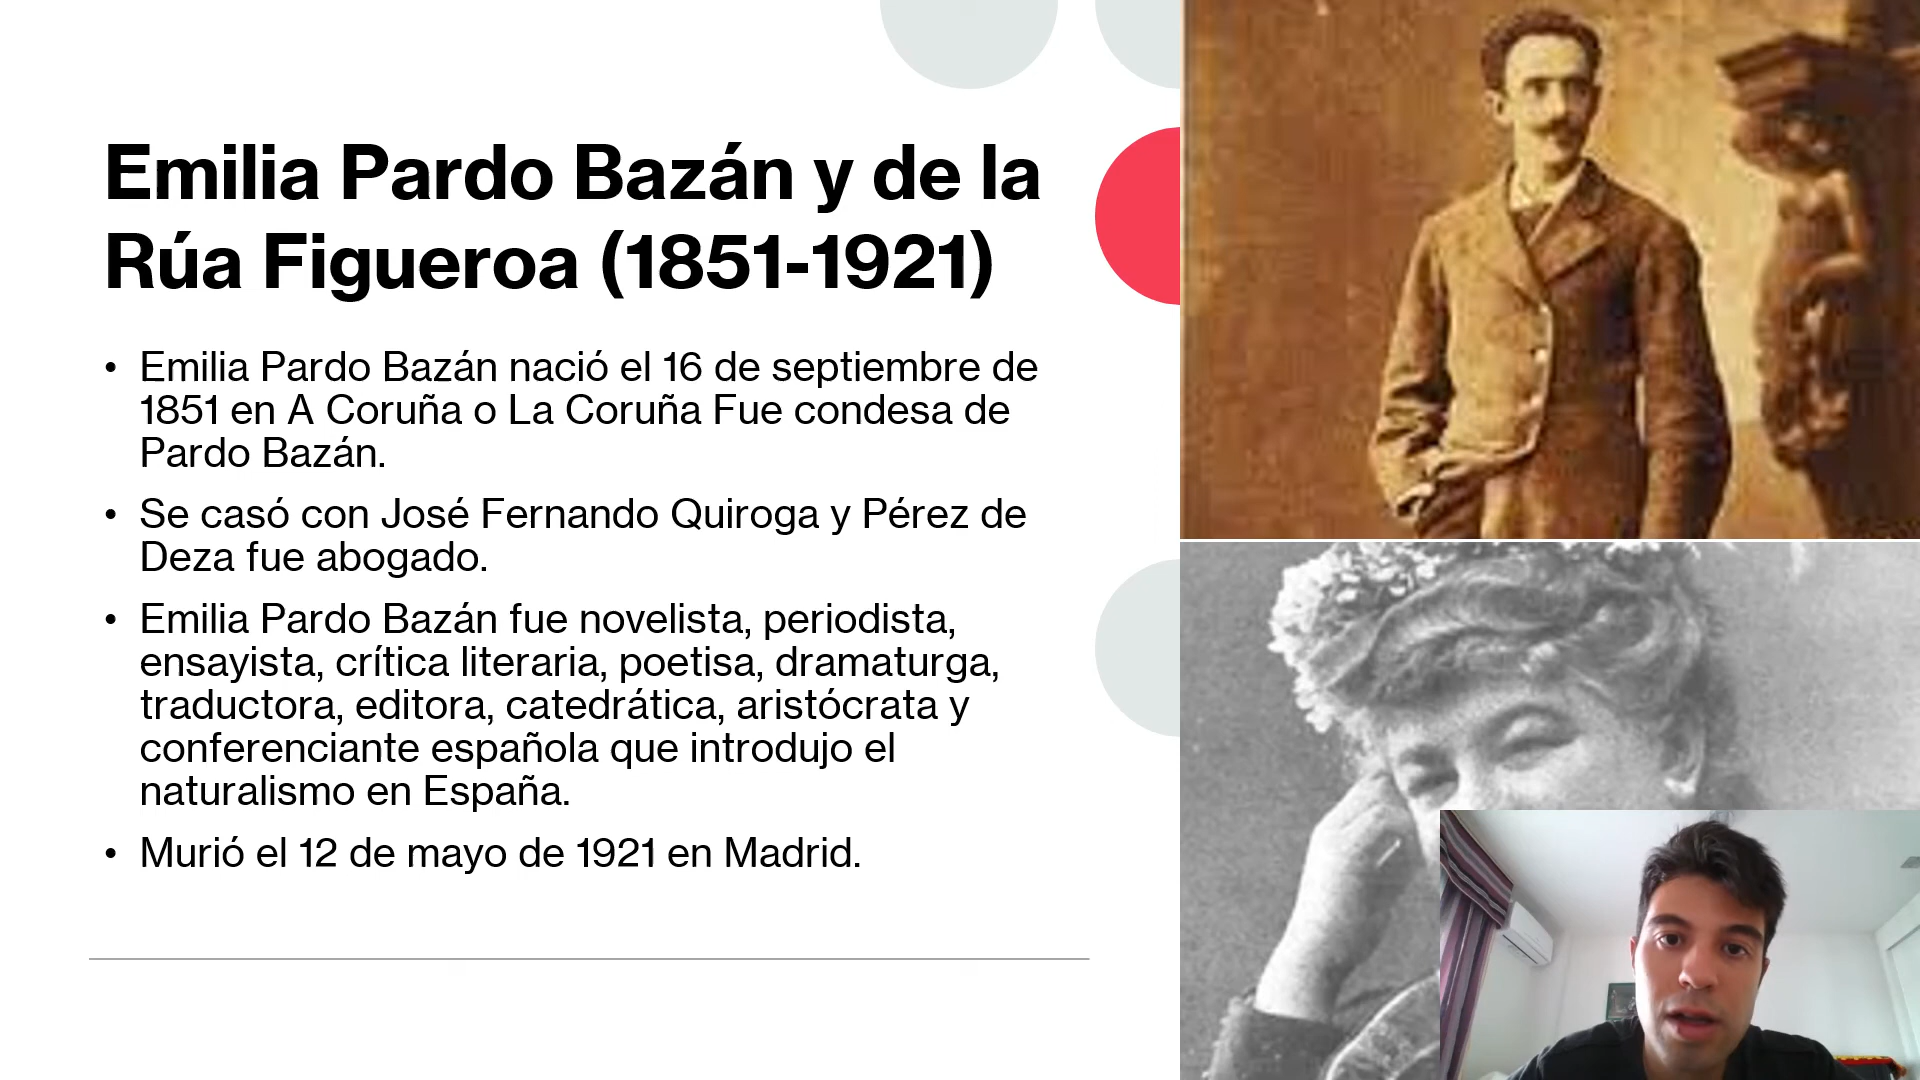 Emilia Pardo Bazán y de la
Rúa Figueroa (1851-1921)
• Emilia Pardo Bazán nació el 16 de septiembre de
1851 en A Coruña o La Coruña Fue condesa de
Pardo Bazán.
• Se casó con José Fernando Quiroga y Pérez de
Deza fue abogado.
• Emilia Pardo Bazán fue novelista, periodista,
ensayista, crítica literaria, poetisa, dramaturga,
traductora, editora, catedrática, aristócrata y
conferenciante española que introdujo el
naturalismo en España.
• Murió el 12 de mayo de 1921 en Madrid.